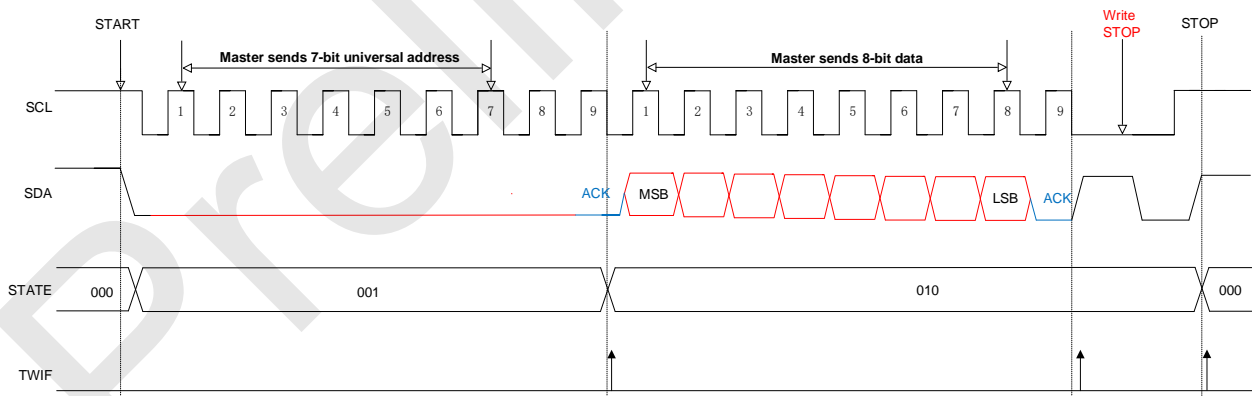 START
Write
STOP
STOP
Master sends 7-bit universal address
Master sends 8-bit data
SCL
1 2 3 4 5 6 7 8 9 1 2 3 4 5 6 7 8 9
SDA
ACK
MSB
LSB
ACK
STATE
000
001
010
000
TWIF